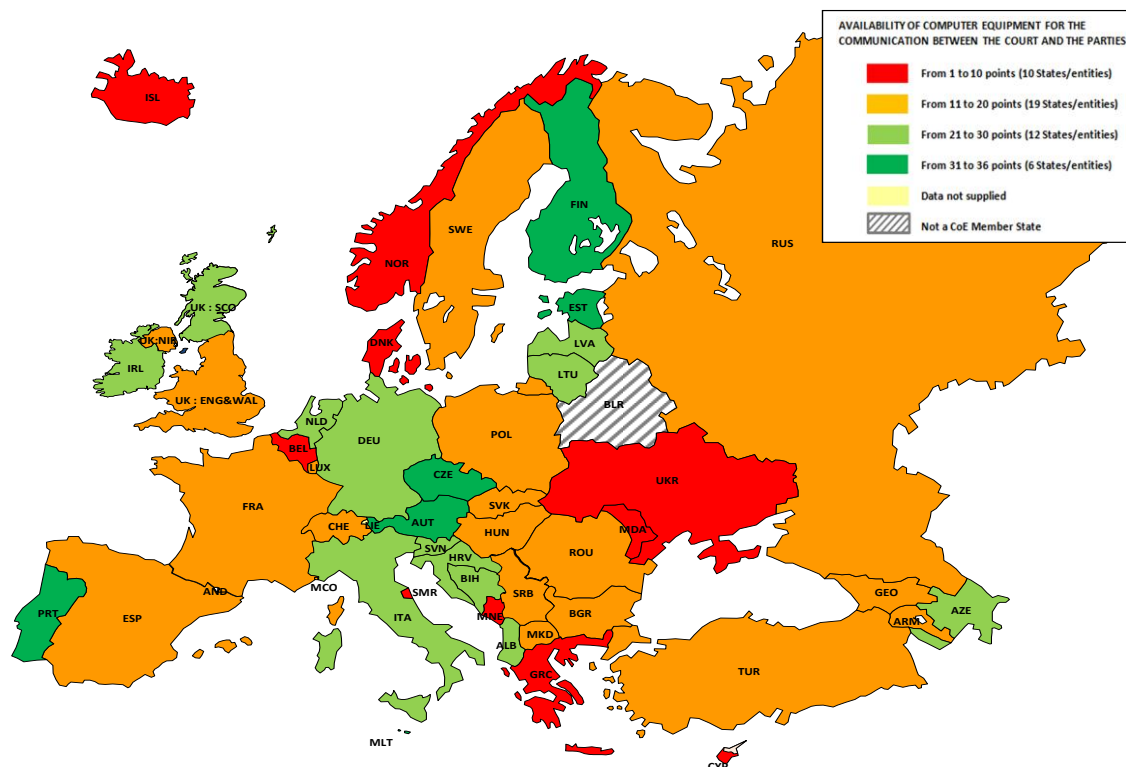 AVAILABILITY OF COMPUTER EQUIPMENT FOR THE
COMMUNICATION BETWEEN THE COURT AND THE PARTIES
From 1 to 10 points (10 States/entities)
From 11 to 20 points (19 States/entities)
From 21 to 30 points (12 States/entities)
From 31 to 36 points (6 States/entities)
Data not supplied
Not a CoE Member State
ISL
FIN
SWE
RUS
NOR
UK : SCO
EST
UK:NIR
DNK
LVA
IRL
LTU
UK : ENG&WAL
BLR
NLD
DEU
POL
BEL
LUX
CZE
UKR
FRA
SVK
CHE
LIE
AUT
HUN
MDA
SVN
HRV
ROU
BIH
MCO
AND
SMR
SRB
GEO
PRT
ESP
ITA
MNE
BGR
AZE
ARM
MKD
ALB
GRC
TUR
MLT
CYP